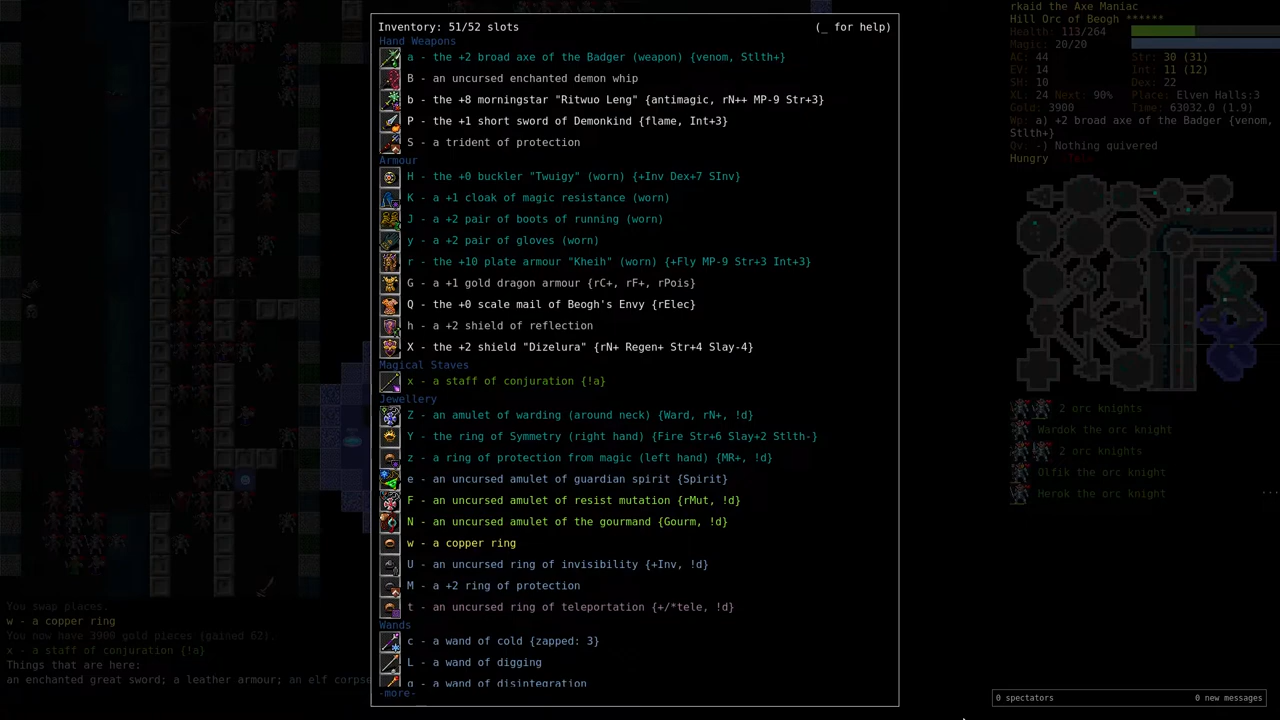 Inventory: 51/52 slots (_ for help)
Hand Weapons
a - the +2 broad axe of the Badger (weapon) {venom, Stlth+}
B - an uncursed enchanted demon whip
b - the +8 morningstar "Ritwuo Leng" {antimagic, rN++ MP-9 Str+3}
P - the +1 short sword of Demonkind {flame, Int+3}
S - a trident of protection
Armour
H - the +0 buckler "Twuigy" (worn) {+Inv Dex+7 SInv}
K - a +1 cloak of magic resistance (worn)
J - a +2 pair of boots of running (worn)
y - a +2 pair of gloves (worn)
r - the +10 plate armour "Kheih" (worn) {+Fly MP-9 Str+3 Int+3}
G - a +1 gold dragon armour {rC+, rF+, rPois}
Q - the +0 scale mail of Beogh's Envy {rElec}
h - a +2 shield of reflection
X - the +2 shield "Dizelura" {rN+ Regen+ Str+4 Slay-4}
Magical Staves
x - a staff of conjuration {!a}
Jewellery
Z - an amulet of warding (around neck) {Ward, rN+, !d}
Y - the ring of Symmetry (right hand) {Fire Str+6 Slay+2 Stlth-}
z - a ring of protection from magic (left hand) {MR+, !d}
e - an uncursed amulet of guardian spirit {Spirit}
F - an uncursed amulet of resist mutation {rMut, !d}
N - an uncursed amulet of the gourmand {Gourm, !d}
w - a copper ring
U - an uncursed ring of invisibility {+Inv, !d}
M - a +2 ring of protection
t - an uncursed ring of teleportation {+/*tele, !d}
Wands
c - a wand of cold {zapped: 3}
L - a wand of digging
g - a wand of disintegration
-more-
rkaid the Axe Maniac
Hill Orc of Beogh ******
Health: 113/264
Magic: 20/20
AC: 44 Str: 30 (31)
EV: 14 Int: 11 (12)
SH: 10 Dex: 22
XL: 24 Next: 90% Place: Elven Halls:3
Gold: 3900 Time: 63032.0 (1.9)
Wp: a) +2 broad axe of the Badger {venom,
Stlth+}
Qv: -) Nothing quivered
Hungry Tele
2 orc knights
Wardok the orc knight
2 orc knights
Olfik the orc knight
Herok the orc knight ...
You swap places.
w - a copper ring
You now have 3900 gold pieces (gained 62).
x - a staff of conjuration {!a}
Things that are here:
an enchanted great sword; a leather armour; an elf corpse
0 spectators 0 new messages